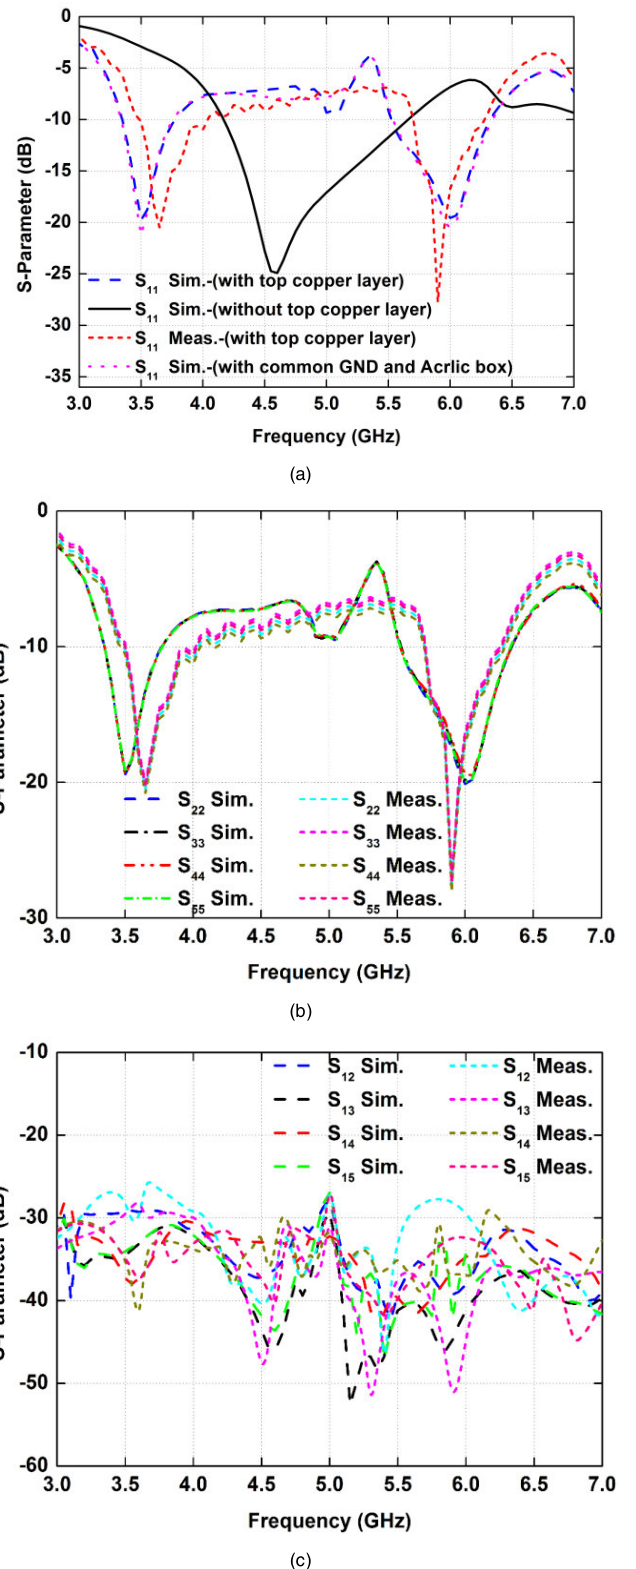 0
-5
-10
-15
-20
-25
-30
-35
S-Parameter (dB)
S11 Sim.-(with top copper layer)
S11 Sim.-(without top copper layer)
S11 Meas.-(with top copper layer)
S11 Sim.-(with common GND and Acrlic box)
3.0 3.5 4.0 4.5 5.0 5.5 6.0 6.5 7.0
Frequency (GHz)
(a)
0
-10
-20
-30
S-Parameter (dB)
S22 Sim. S22 Meas.
S33 Sim. S33 Meas.
S44 Sim. S44 Meas.
S55 Sim. S55 Meas.
3.0 3.5 4.0 4.5 5.0 5.5 6.0 6.5 7.0
Frequency (GHz)
(b)
-10
-20
-30
-40
-50
-60
S-Parameter (dB)
S12 Sim. S12 Meas.
S13 Sim. S13 Meas.
S14 Sim. S14 Meas.
S15 Sim. S15 Meas.
3.0 3.5 4.0 4.5 5.0 5.5 6.0 6.5 7.0
Frequency (GHz)
(c)